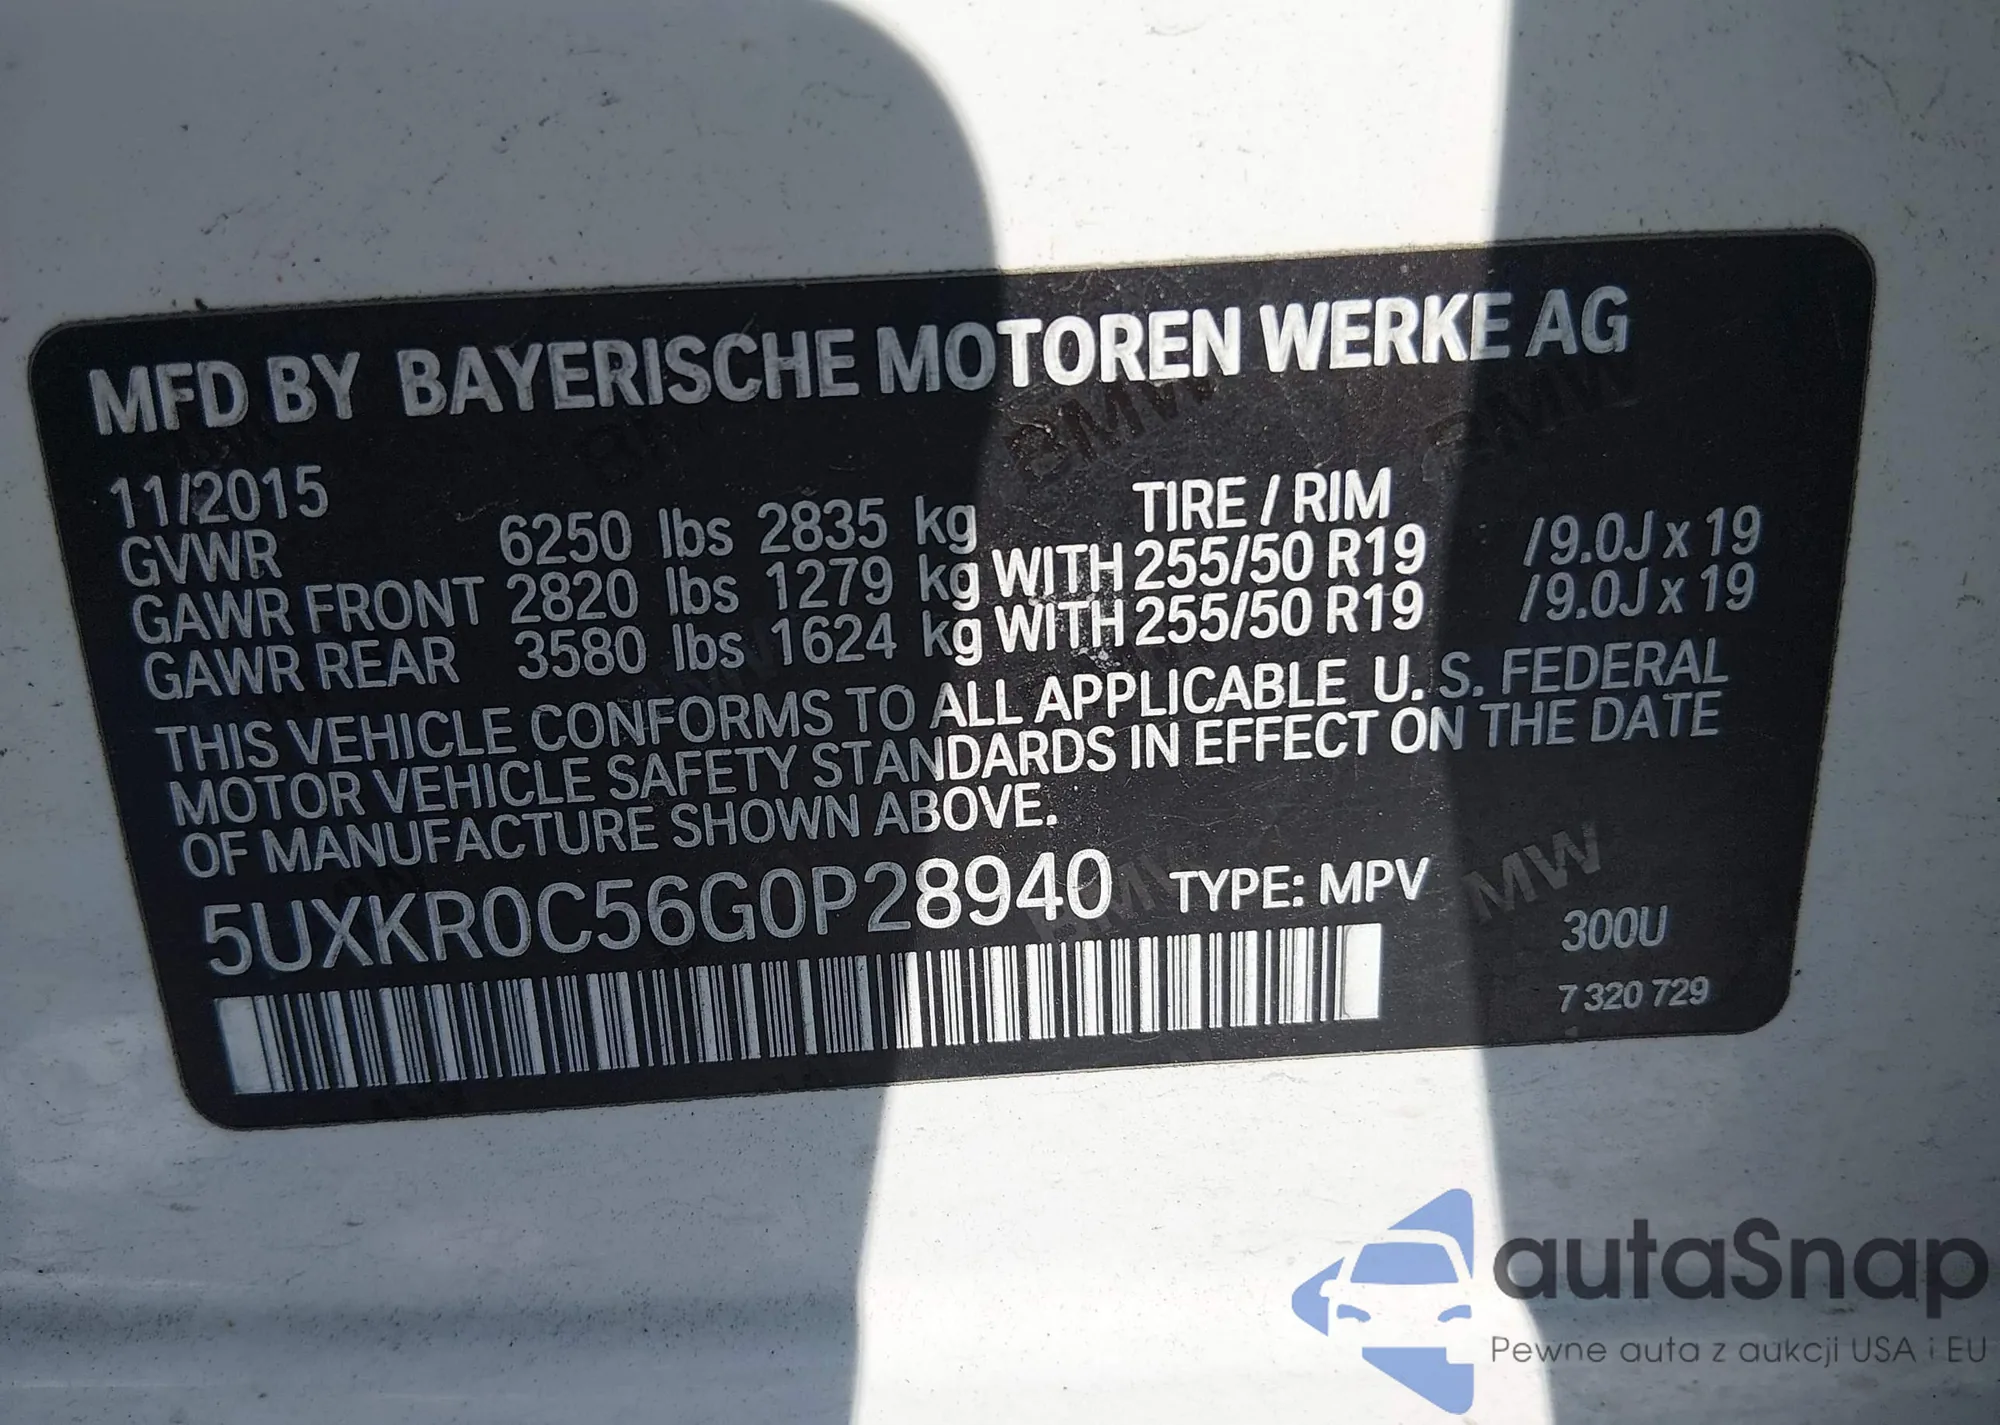 MFD BY BAYERISCHE MOTOREN WERKE AG
11/2015 TIRE / RIM
GVWR 6250 lbs 2835 kg
GAWR FRONT 2820 lbs 1279 kg WITH 255/50 R19 /9.0J x 19
GAWR REAR 3580 lbs 1624 kg WITH 255/50 R19 /9.0J x 19
THIS VEHICLE CONFORMS TO ALL APPLICABLE U. S. FEDERAL
MOTOR VEHICLE SAFETY STANDARDS IN EFFECT ON THE DATE
OF MANUFACTURE SHOWN ABOVE.
5UXKR0C56G0P28940 TYPE: MPV
300U
7 320 729
autaSnap
Pewne auta z aukcji USA i EU